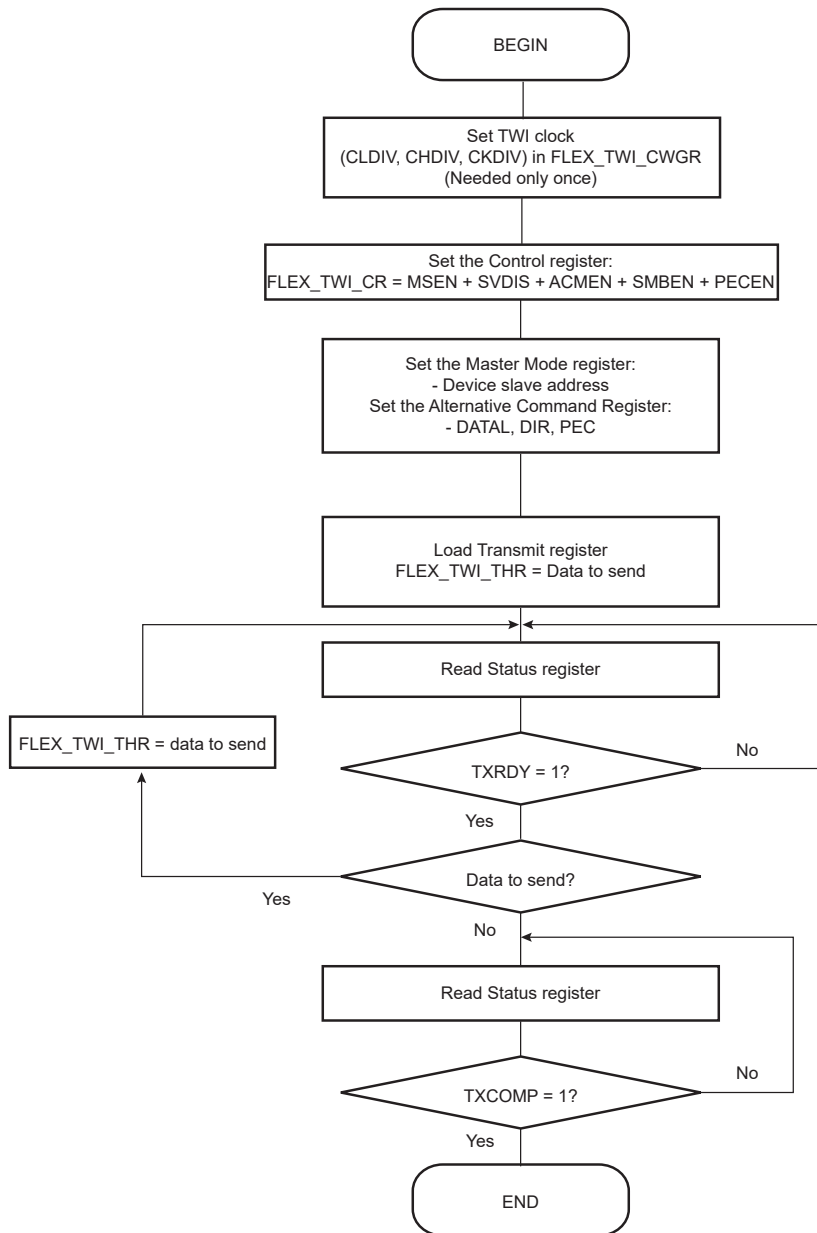 BEGIN
Set TWI clock
(CLDIV, CHDIV, CKDIV) in FLEX_TWI_CWGR
(Needed only once)
Set the Control register:
FLEX_TWI_CR = MSEN + SVDIS + ACMEN + SMBEN + PECEN
Set the Master Mode register:
- Device slave address
Set the Alternative Command Register:
- DATAL, DIR, PEC
Load Transmit register
FLEX_TWI_THR = Data to send
Read Status register
FLEX_TWI_THR = data to send
TXRDY = 1?
No
Yes
Data to send?
Yes
No
Read Status register
TXCOMP = 1?
No
Yes
END